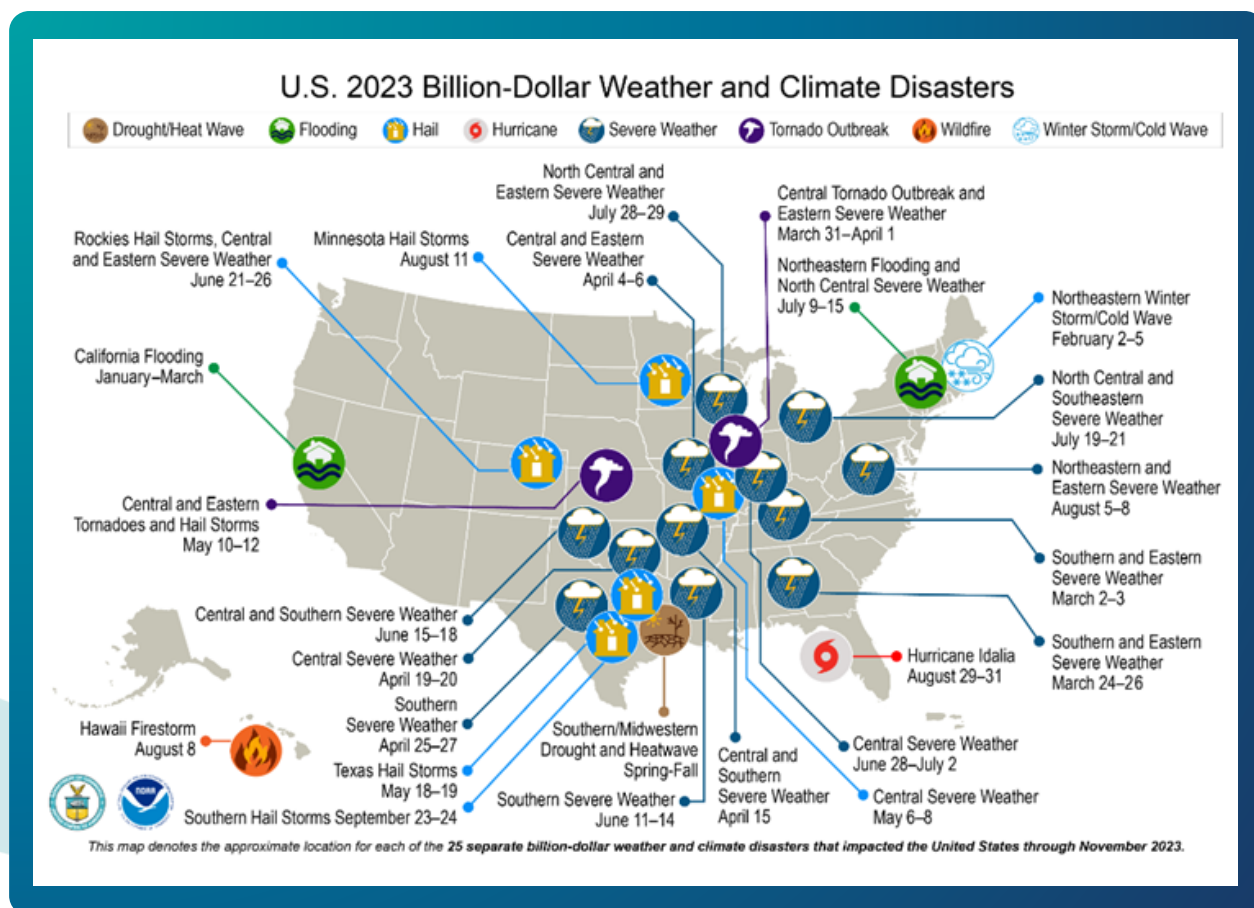 U.S. 2023 Billion-Dollar Weather and Climate Disasters
Drought/Heat Wave
Flooding
Hail
Hurricane
Severe Weather
Tornado Outbreak
Wildfire
Winter Storm/Cold Wave
North Central and
Eastern Severe Weather
July 28–29
Central Tornado Outbreak and
Eastern Severe Weather
March 31–April 1
Rockies Hail Storms, Central
and Eastern Severe Weather
June 21–26
Minnesota Hail Storms
August 11
Central and Eastern
Severe Weather
April 4–6
Northeastern Flooding and
North Central Severe Weather
July 9–15
Northeastern Winter
Storm/Cold Wave
February 2–5
California Flooding
January–March
North Central and
Southeastern
Severe Weather
July 19–21
Northeastern and
Eastern Severe Weather
August 5–8
Central and Eastern
Tornadoes and Hail Storms
May 10–12
Southern and Eastern
Severe Weather
March 2–3
Central and Southern Severe Weather
June 15–18
Central Severe Weather
April 19–20
Southern
Severe Weather
April 25–27
Hurricane Idalia
August 29–31
Southern and Eastern
Severe Weather
March 24–26
Hawaii Firestorm
August 8
Texas Hail Storms
May 18–19
Southern Hail Storms September 23–24
Southern/Midwestern
Drought and Heatwave
Spring-Fall
Southern Severe Weather
June 11–14
Central and
Southern
Severe Weather
April 15
Central Severe Weather
June 28–July 2
Central Severe Weather
May 6–8
NOAA
This map denotes the approximate location for each of the 25 separate billion-dollar weather and climate disasters that impacted the United States through November 2023.